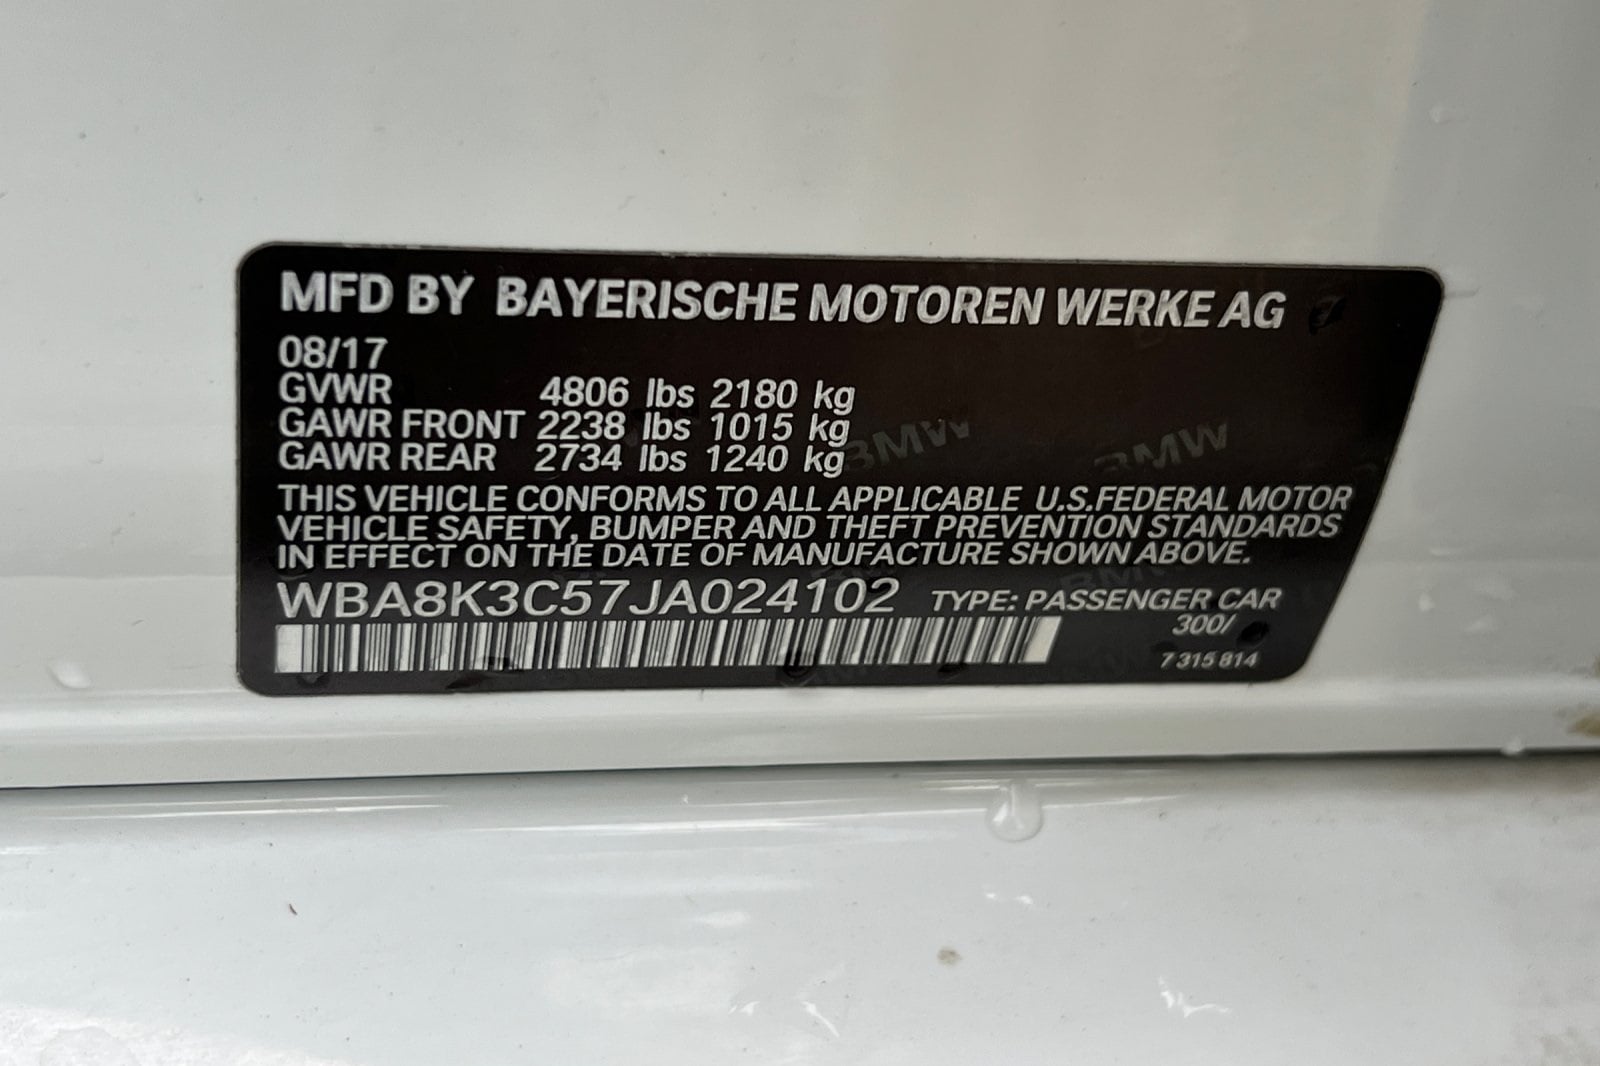 MFD BY BAYERISCHE MOTOREN WERKE AG
08/17
GVWR 4806 lbs 2180 kg
GAWR FRONT 2238 lbs 1015 kg
GAWR REAR 2734 lbs 1240 kg
THIS VEHICLE CONFORMS TO ALL APPLICABLE U.S.FEDERAL MOTOR
VEHICLE SAFETY, BUMPER AND THEFT PREVENTION STANDARDS
IN EFFECT ON THE DATE OF MANUFACTURE SHOWN ABOVE.
WBA8K3C57JA024102 TYPE: PASSENGER CAR
300/
7 315 814
BMW
BMW
BMW